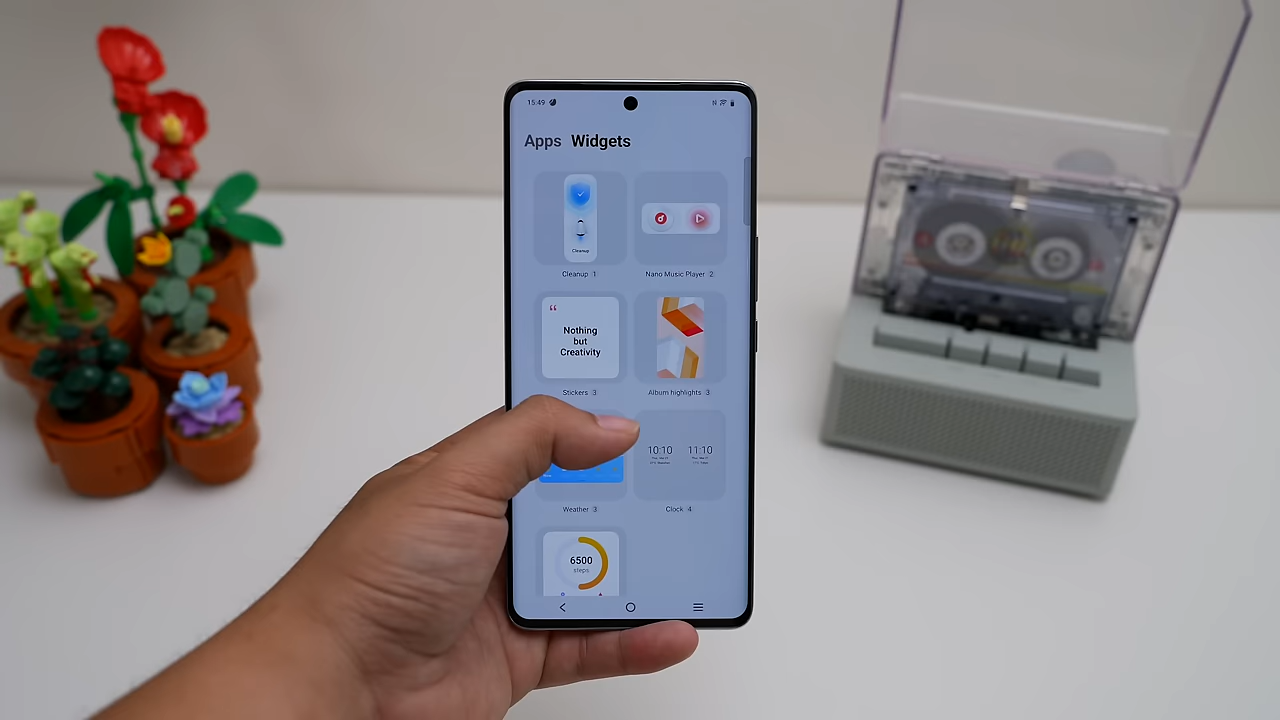 15:49
Apps Widgets
Cleanup
Cleanup 1
Nano Music Player 2
“
Nothing
but
Creativity
Stickers 3
Album highlights 3
10:10 11:10
Weather 3
Clock 4
6500
steps